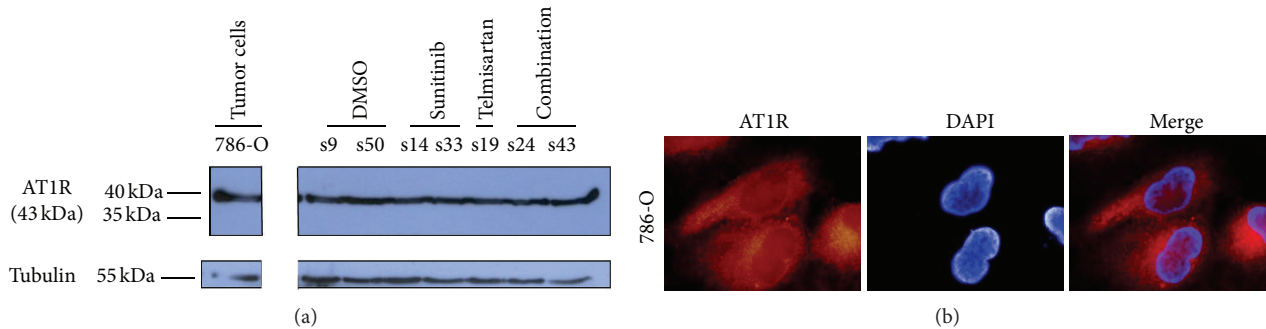 Tumor cells
DMSO
Sunitinib
Telmisartan
Combination
786-O s9 s50 s14 s33 s19 s24 s43
AT1R
(43 kDa)
40 kDa
35 kDa
Tubulin 55 kDa
(a)
AT1R DAPI Merge
786-O
(b)